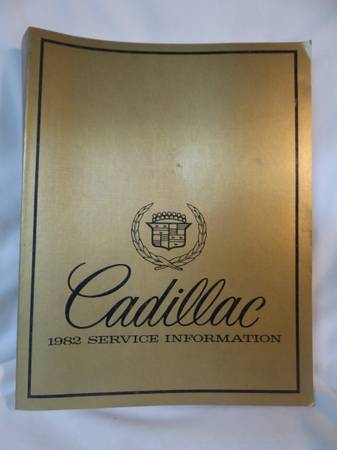 Cadillac
1982 SERVICE INFORMATION